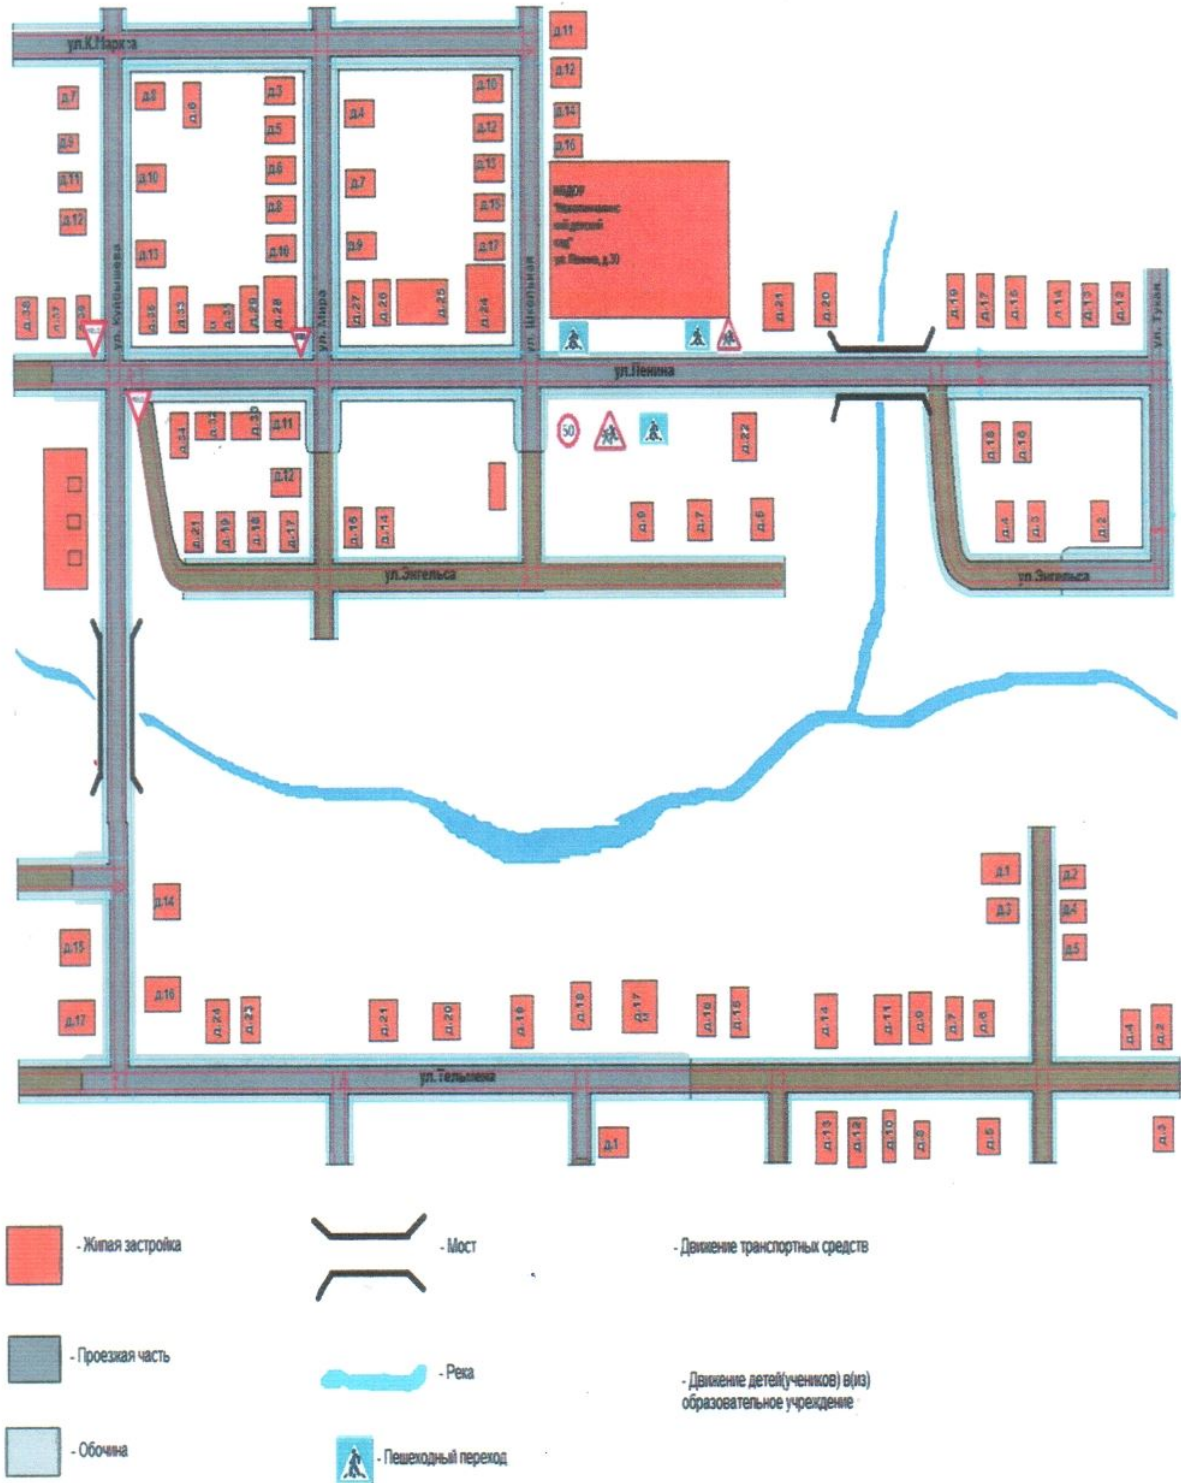 ул.К.Маркса
д.11
д.12
д.14
д.16
д.7
д.9
д.11
д.12
д.8
д.6
д.10
д.13
д.3
д.5
д.6
д.8
д.10
д.4
д.7
д.9
д.10
д.12
д.13
д.15
д.17
ул. Куйбышева
ул. Мира
ул. Школьная
ул. Тукая
сад"
ул. Ленина, д.30
д.38
д.37
д.35
д.33
д.31
д.29
д.28
д.27
д.26
д.25
д.24
д.21
д.20
д.19
д.17
д.15
д.14
д.13
д.12
ул.Ленина
д.34
д.32
д.30
д.11
д.12
50
д.22
д.18
д.16
д.21
д.19
д.18
д.17
д.15
д.14
д.9
д.7
д.5
д.4
д.3
д.2
ул.Энгельса
ул.Энгельса
д.14
д.15
д.16
д.17
д.1
д.2
д.3
д.4
д.5
д.24
д.23
д.21
д.20
д.19
д.18
д.17
д.16
д.15
д.14
д.11
д.9
д.7
д.6
д.4
д.2
ул.Тельмена
д.1
д.13
д.12
д.10
д.8
д.5
д.3
- Жилая застройка
- Мост
- Движение транспортных средств
- Проезжая часть
- Река
- Движение детей(учеников) в(из)
образовательное учреждение
- Обочина
- Пешеходный переход